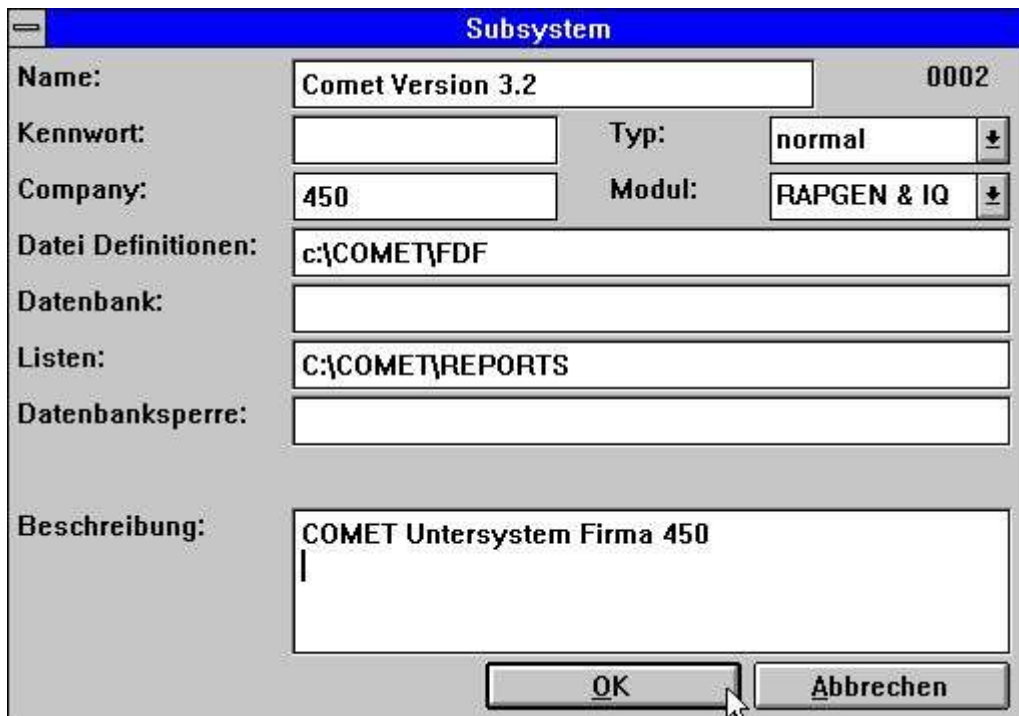 Subsystem
Name: Comet Version 3.2 0002
Kennwort: Typ: normal
Company: 450 Modul: RAPGEN & IQ
Datei Definitionen: c:\COMET\FDF
Datenbank:
Listen: C:\COMET\REPORTS
Datenbanksperre:
Beschreibung: COMET Untersystem Firma 450
OK Abbrechen